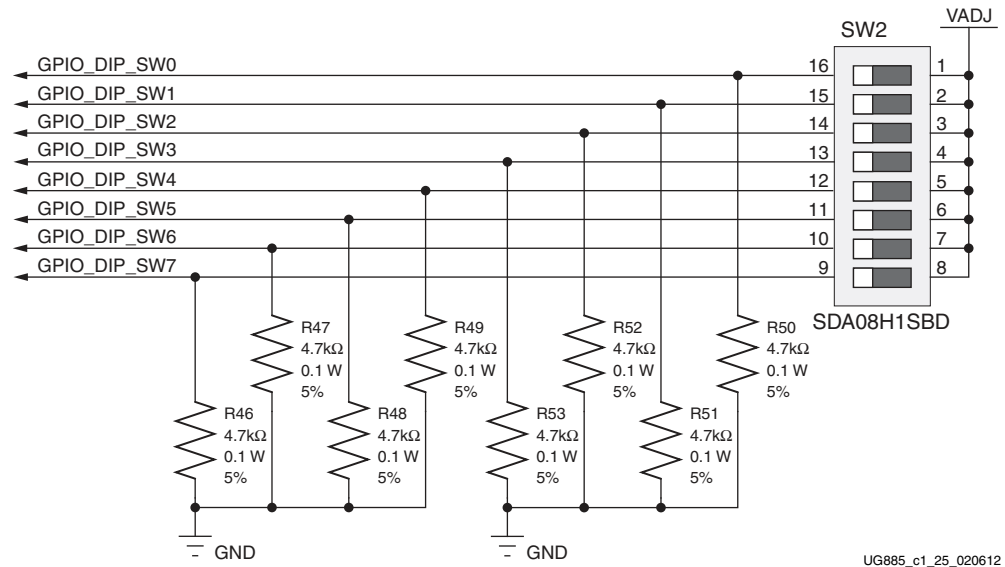 VADJ
SW2
GPIO_DIP_SW0 16 1
GPIO_DIP_SW1 15 2
GPIO_DIP_SW2 14 3
GPIO_DIP_SW3 13 4
GPIO_DIP_SW4 12 5
GPIO_DIP_SW5 11 6
GPIO_DIP_SW6 10 7
GPIO_DIP_SW7 9 8
SDA08H1SBD
R47
4.7kΩ
0.1 W
5%
R49
4.7kΩ
0.1 W
5%
R52
4.7kΩ
0.1 W
5%
R50
4.7kΩ
0.1 W
5%
R46
4.7kΩ
0.1 W
5%
R48
4.7kΩ
0.1 W
5%
R53
4.7kΩ
0.1 W
5%
R51
4.7kΩ
0.1 W
5%
GND
GND
UG885_c1_25_020612